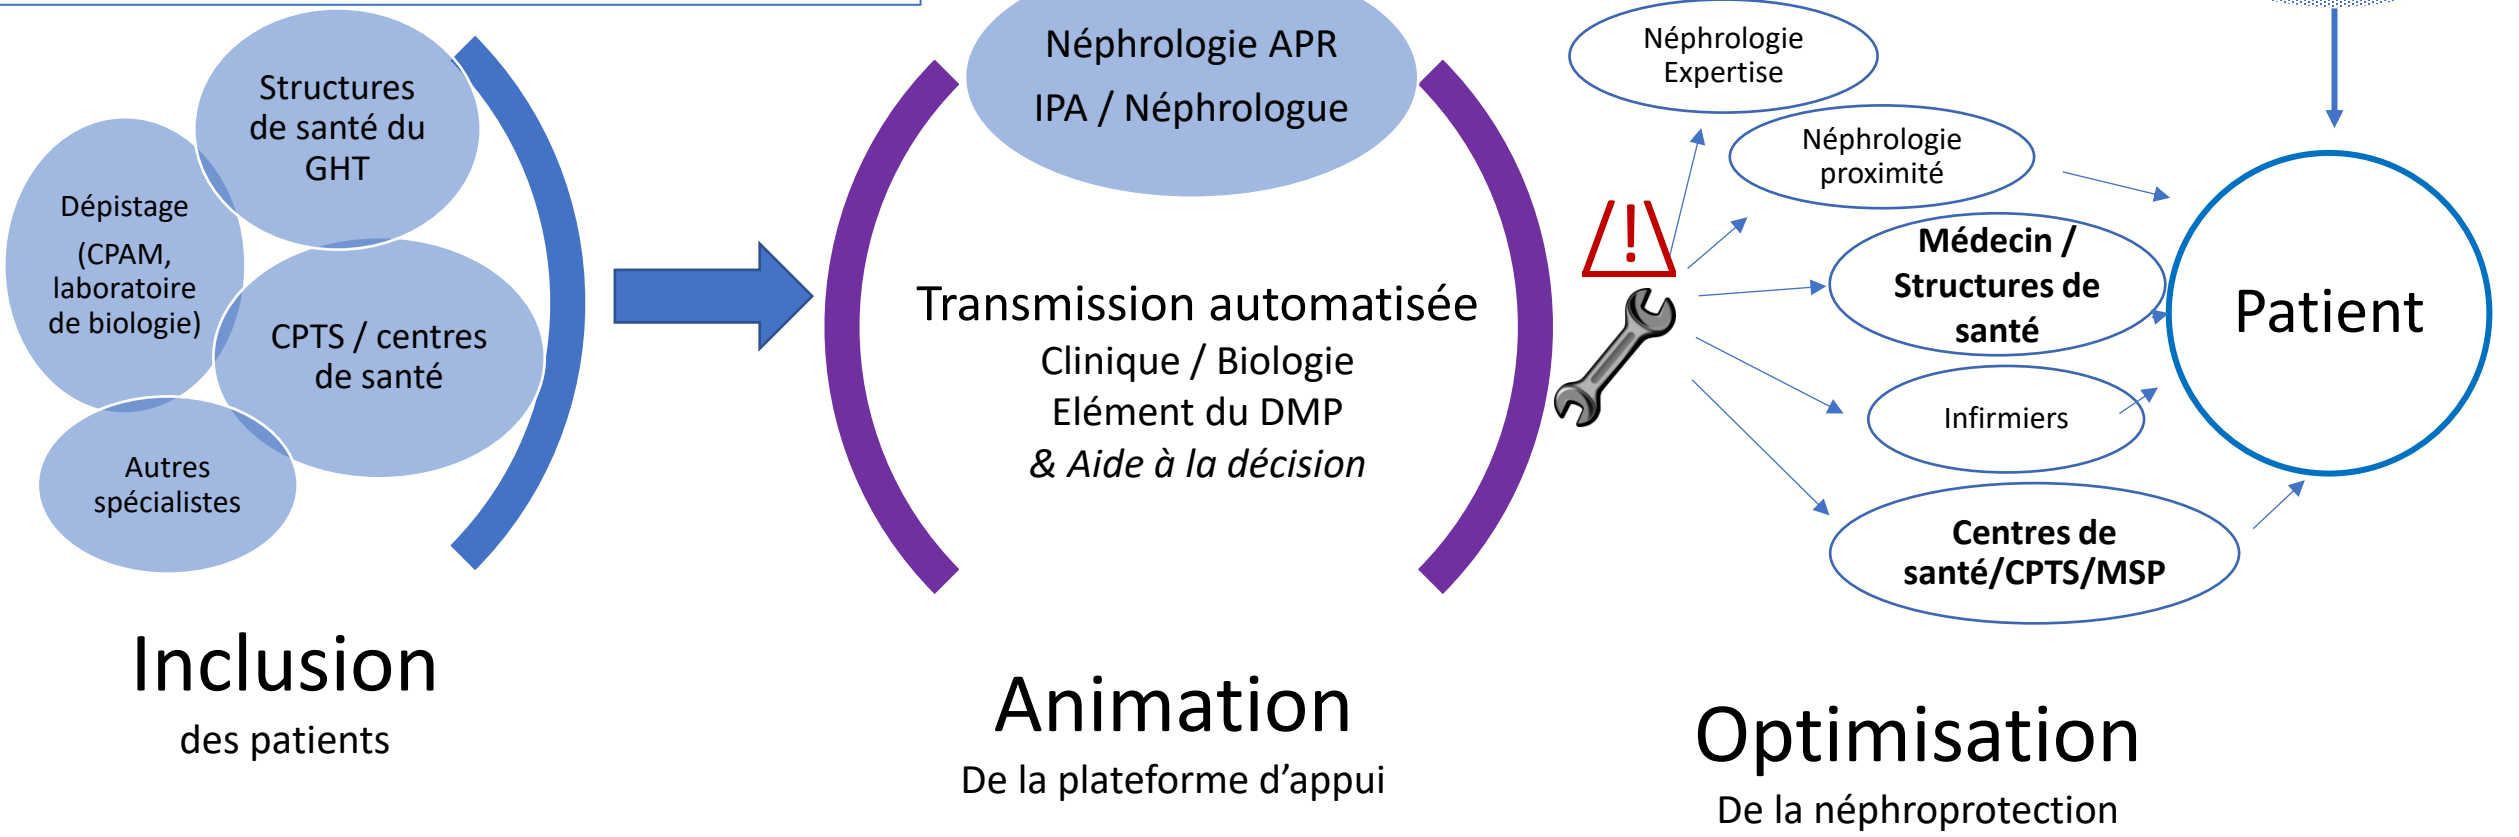 Structures
de santé du
GHT
Dépistage
(CPAM,
laboratoire
de biologie)
CPTS / centres
de santé
Autres
spécialistes
Inclusion
des patients
Néphrologie APR
IPA / Néphrologue
Transmission automatisée
Clinique / Biologie
Elément du DMP
& Aide à la décision
Animation
De la plateforme d’appui
Néphrologie
Expertise
Néphrologie
proximité
!
Médecin /
Structures de
santé
Infirmiers
Centres de
santé/CPTS/MSP
Patient
Optimisation
De la néphroprotection